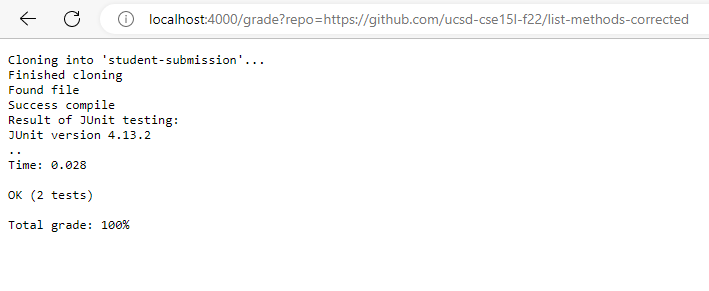 localhost:4000/grade?repo=https://github.com/ucsd-cse15l-f22/list-methods-corrected
Cloning into 'student-submission'...
Finished cloning
Found file
Success compile
Result of JUnit testing:
JUnit version 4.13.2
..
Time: 0.028
OK (2 tests)
Total grade: 100%